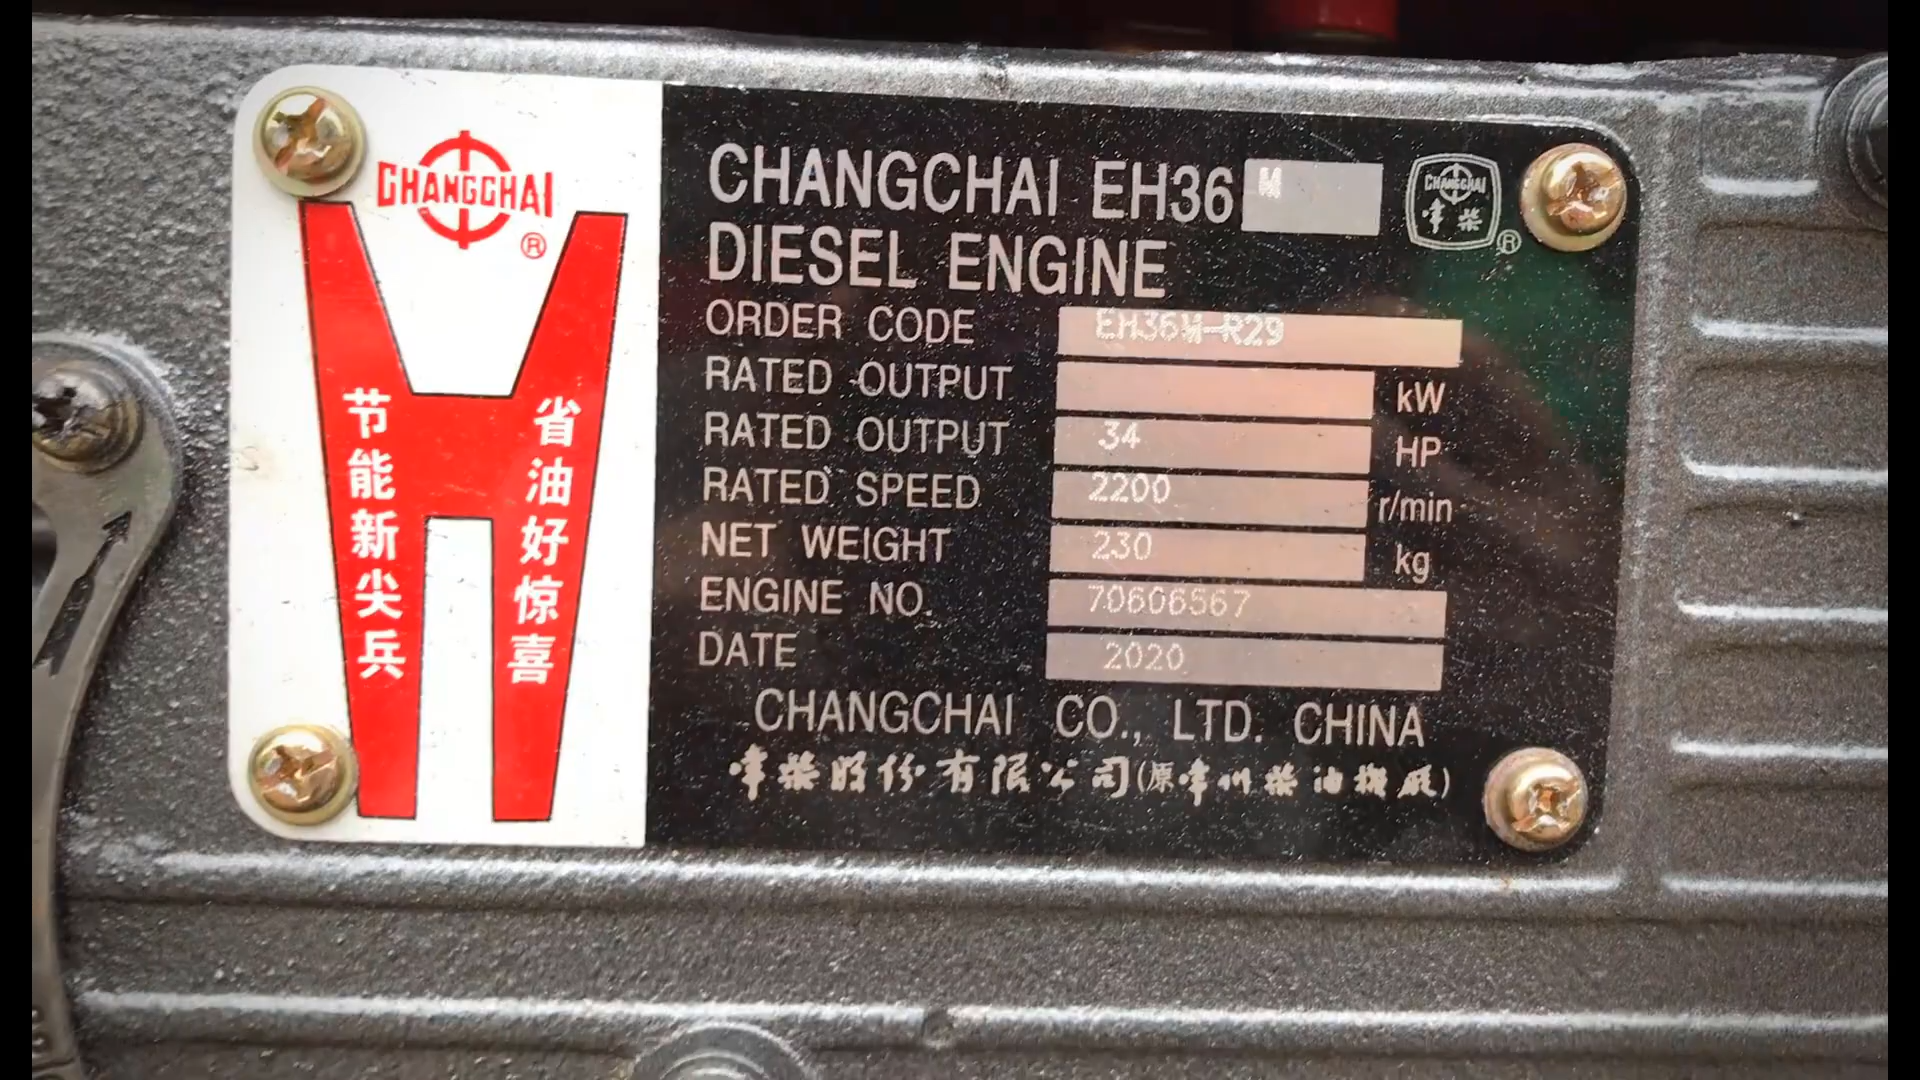 CHANGCHAI
®
节能新尖兵
省油好惊喜
CHANGCHAI EH36 M
CHANGCHAI
常柴
®
DIESEL ENGINE
ORDER CODE EH36M-R29
RATED OUTPUT kW
RATED OUTPUT 34 HP
RATED SPEED 2200 r/min
NET WEIGHT 230 kg
ENGINE NO. 70606567
DATE 2020
CHANGCHAI CO., LTD. CHINA
常柴股份有限公司(原常州柴油機厰)